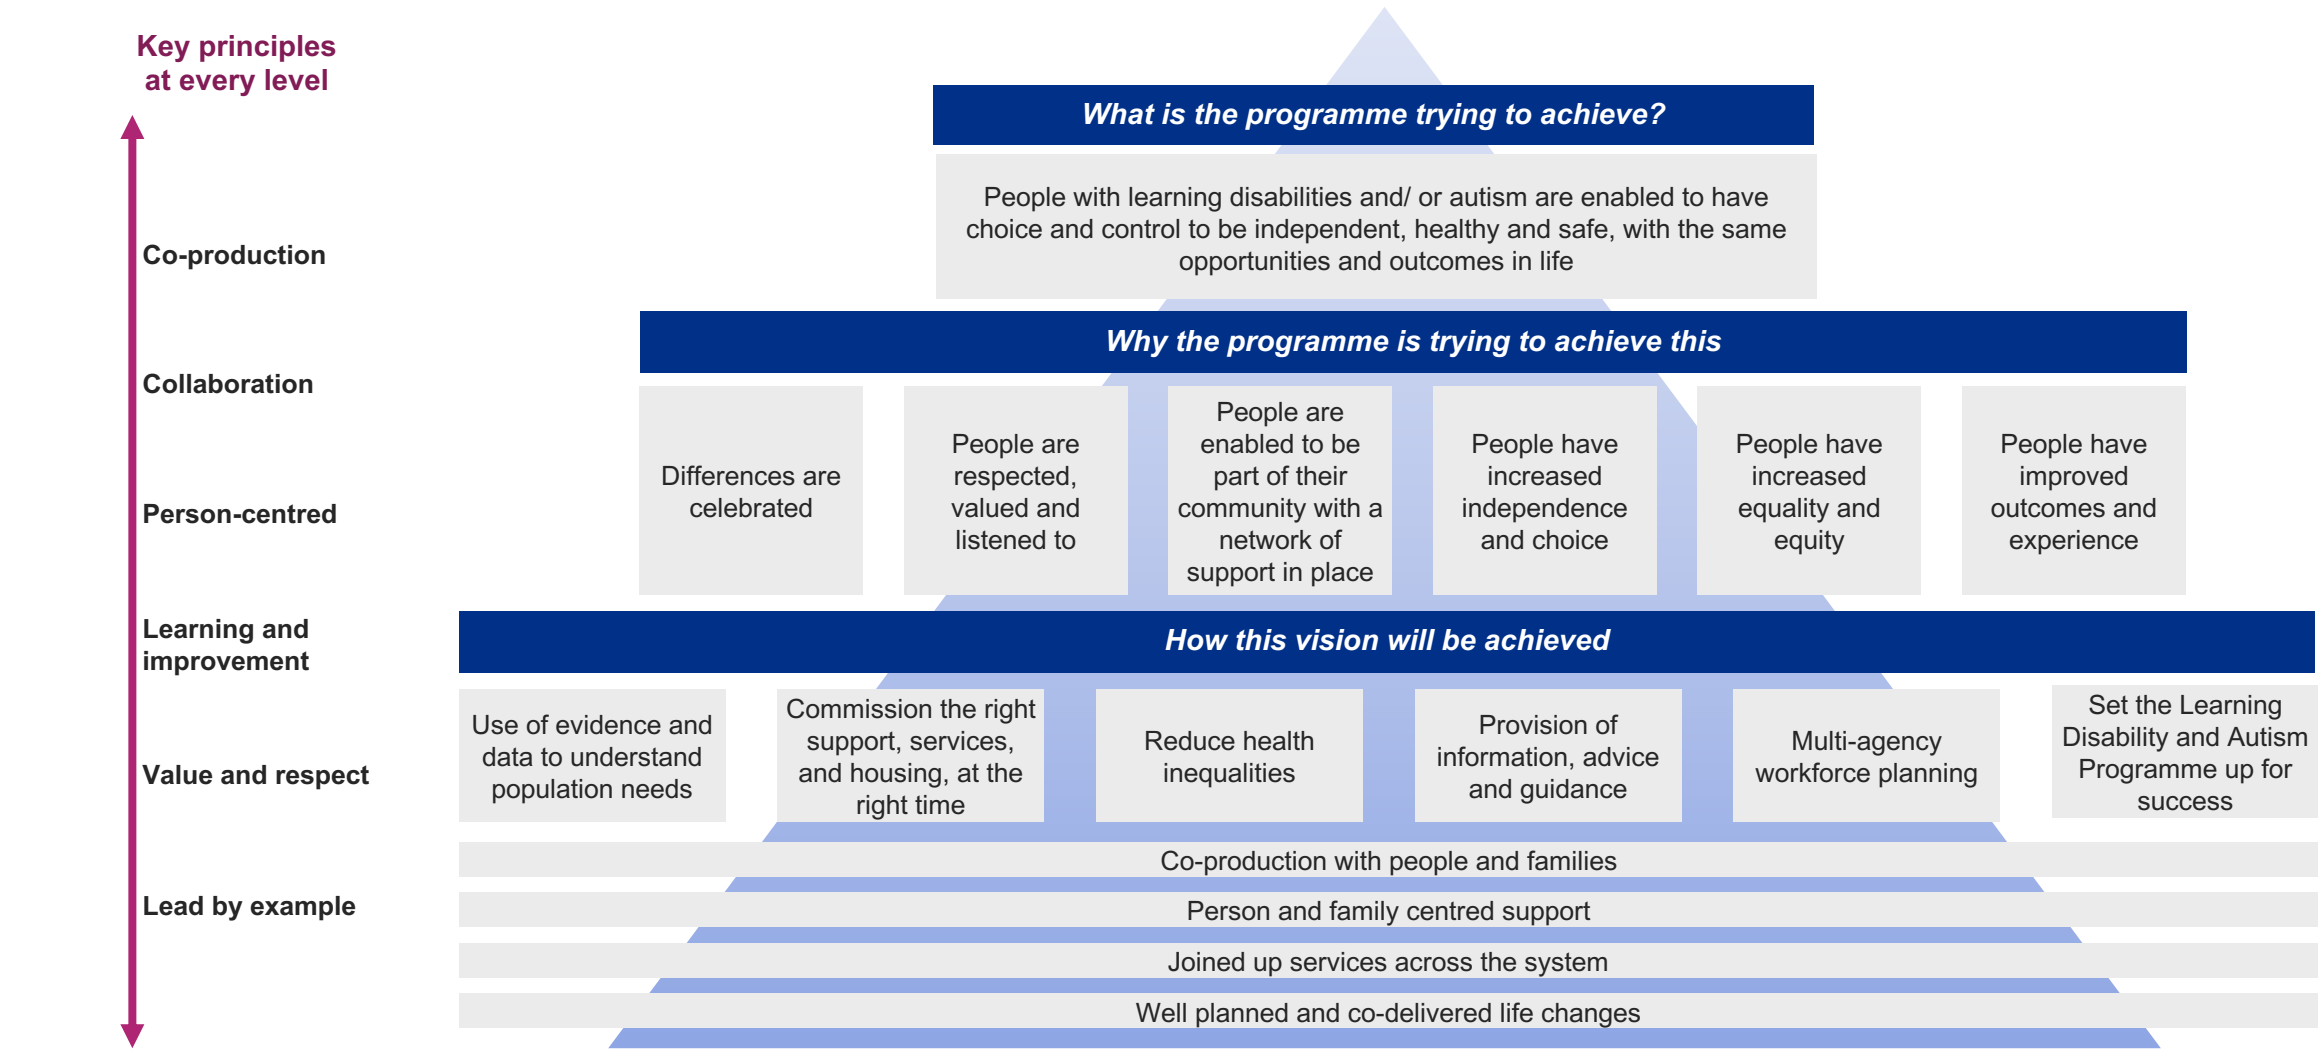 Key principles
at every level
Co-production
Collaboration
Person-centred
Learning and
improvement
Value and respect
Lead by example
What is the programme trying to achieve?
People with learning disabilities and/ or autism are enabled to have
choice and control to be independent, healthy and safe, with the same
opportunities and outcomes in life
Why the programme is trying to achieve this
Differences are
celebrated
People are
respected,
valued and
listened to
People are
enabled to be
part of their
community with a
network of
support in place
People have
increased
independence
and choice
People have
increased
equality and
equity
People have
improved
outcomes and
experience
How this vision will be achieved
Use of evidence and
data to understand
population needs
Commission the right
support, services,
and housing, at the
right time
Reduce health
inequalities
Provision of
information, advice
and guidance
Multi-agency
workforce planning
Set the Learning
Disability and Autism
Programme up for
success
Co-production with people and families
Person and family centred support
Joined up services across the system
Well planned and co-delivered life changes